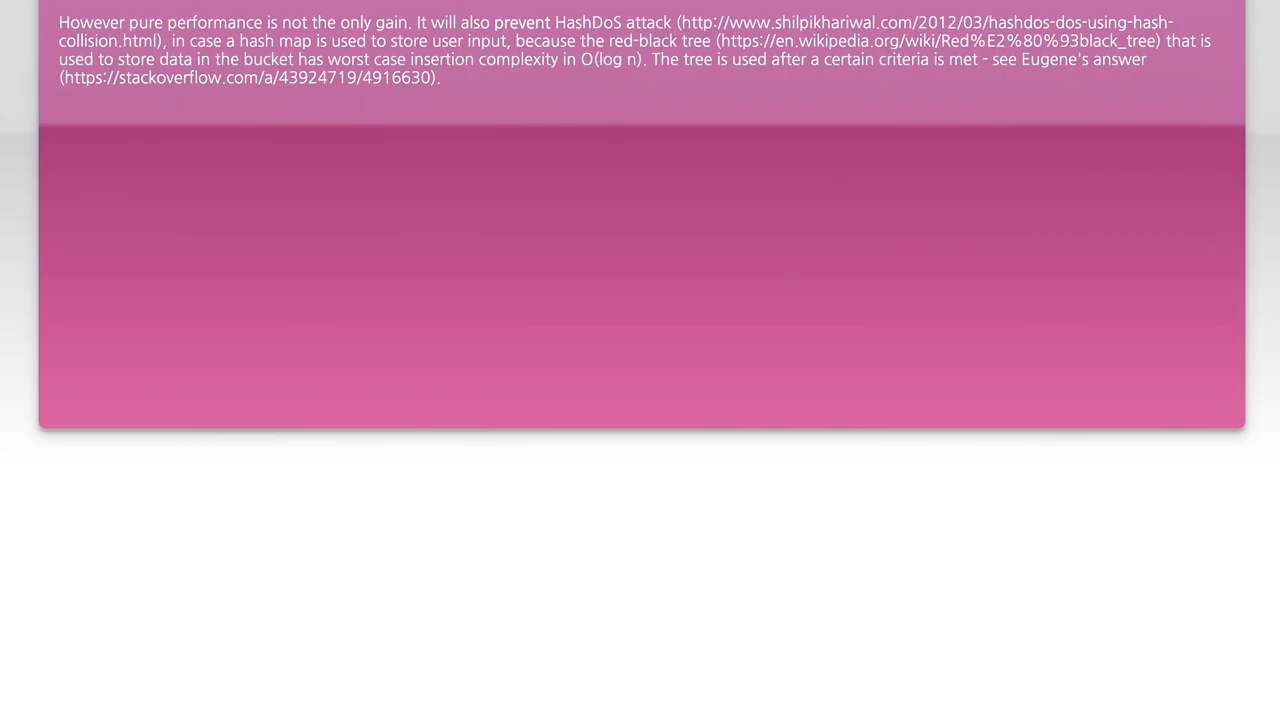 However pure performance is not the only gain. It will also prevent HashDoS attack (http://www.shilpikhariwal.com/2012/03/hashdos-dos-using-hash-
collision.html), in case a hash map is used to store user input, because the red-black tree (https://en.wikipedia.org/wiki/Red%E2%80%93black_tree) that is
used to store data in the bucket has worst case insertion complexity in O(log n). The tree is used after a certain criteria is met - see Eugene's answer
(https://stackoverflow.com/a/43924719/4916630).